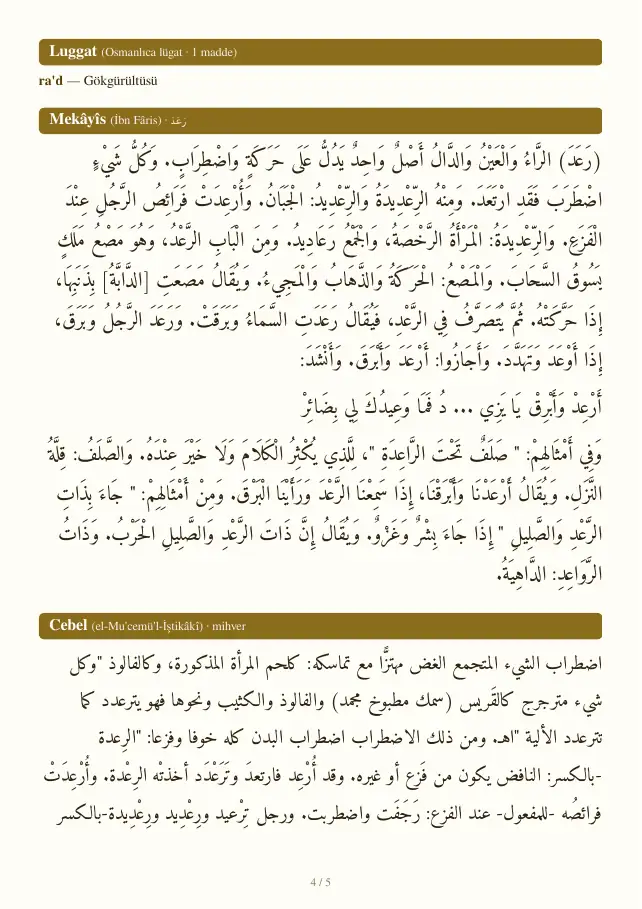 Luggat (Osmanlıca lügat · 1 madde)
ra'd — Gökgürültüsü
Mekâyîs (İbn Fâris) · رَعَدَ
(رَعَدَ) الرَّاءُ وَالْعَيْنُ وَالدَّالُ أَصْلٌ وَاحِدٌ يَدُلُّ عَلَى حَرَكَةٍ وَاضْطِرَابٍ. وَكُلُّ شَيْءٍ
اضْطَرَبَ فَقَدِ ارْتَعَدَ. وَمِنْهُ الرِّعْدِيدَةُ وَالرِّعْدِيدُ: الْجَبَانُ. وَأُرْعِدَتْ فَرَائِصُ الرَّجُلِ عِنْدَ
الْفَزَعِ. وَالرِّعْدِيدَةُ: الْمَرْأَةُ الرَّخْصَةُ، وَالْجَمْعُ رَعَادِيدُ. وَمِنَ الْبَابِ الرَّعْدُ، وَهُوَ مَصْعُ مَلَكٍ
يَسُوقُ السَّحَابَ. وَالْمَصْعُ: الْحَرَكَةُ وَالذَّهَابُ وَالْمَجِيءُ. وَيُقَالُ مَصَعَتِ [الدَّابَّةُ] بِذَنَبِهَا،
إِذَا حَرَّكَتْهُ. ثُمَّ يُتَصَرَّفُ فِي الرَّعْدِ، فَيُقَالُ رَعَدَتِ السَّمَاءُ وَبَرَقَتْ. وَرَعَدَ الرَّجُلُ وَبَرَقَ،
إِذَا أَوْعَدَ وَتَهَدَّدَ. وَأَجَازُوا: أَرْعَدَ وَأَبْرَقَ. وَأَنْشَدَ:
أَرْعِدْ وَأَبْرِقْ يَا يَزِي ... دُ فَمَا وَعِيدُكَ لِي بِضَائِرْ
وَفِي أَمْثَالِهِمْ: " صَلَفٌ تَحْتَ الرَّاعِدَةِ "، لِلَّذِي يُكْثِرُ الْكَلَامَ وَلَا خَيْرَ عِنْدَهُ. وَالصَّلَفُ: قِلَّةُ
النَّزَلِ. وَيُقَالُ أَرْعَدْنَا وَأَبْرَقْنَا، إِذَا سَمِعْنَا الرَّعْدَ وَرَأَيْنَا الْبَرْقَ. وَمِنْ أَمْثَالِهِمْ: " جَاءَ بِذَاتِ
الرَّعْدِ وَالصَّلِيلِ " إِذَا جَاءَ بِشَرٍّ وَغَزْوٍ. وَيُقَالُ إِنَّ ذَاتَ الرَّعْدِ وَالصَّلِيلِ الْحَرْبُ. وَذَاتُ
الرَّوَاعِدِ: الدَّاهِيَةُ.
Cebel (el-Mu'cemü'l-İştikâkî) · mihver
اضطراب الشيء المتجمع الغض مهتزًّا مع تماسكه: كلحم المرأة المذكورة، وكالفالوذ "وكل
شيء مترجرج كالقَريس (سمك مطبوخ مجمد) والفالوذ والكثيب ونحوها فهو يترعدد كما
تترعدد الألية "اهـ. ومن ذلك الاضطراب اضطراب البدن كله خوفا وفزعا: "الرِعدة
-بالكسر: النافض يكون من فَزع أو غيره. وقد أُرْعِد فارتعدَ وتَرَعْدَد أخذتْه الرِعْدة. وأُرْعِدَتْ
فرائصُه -للمفعول- عند الفزع: رَجَفَت واضطربت. ورجل تِرْعيد ورِعْدِيد ورِعْدِيدة-بالكسر
4 / 5